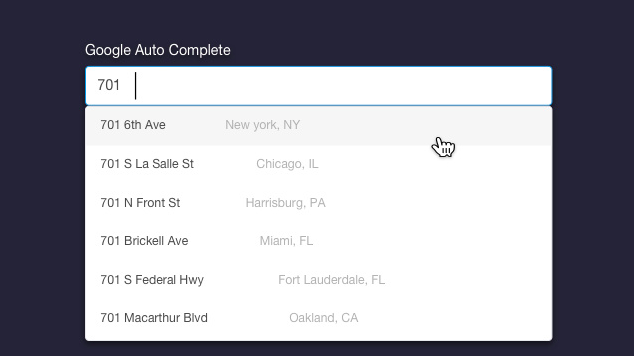 Google Auto Complete
701
701 6th Ave New york, NY
701 S La Salle St Chicago, IL
701 N Front St Harrisburg, PA
701 Brickell Ave Miami, FL
701 S Federal Hwy Fort Lauderdale, FL
701 Macarthur Blvd Oakland, CA